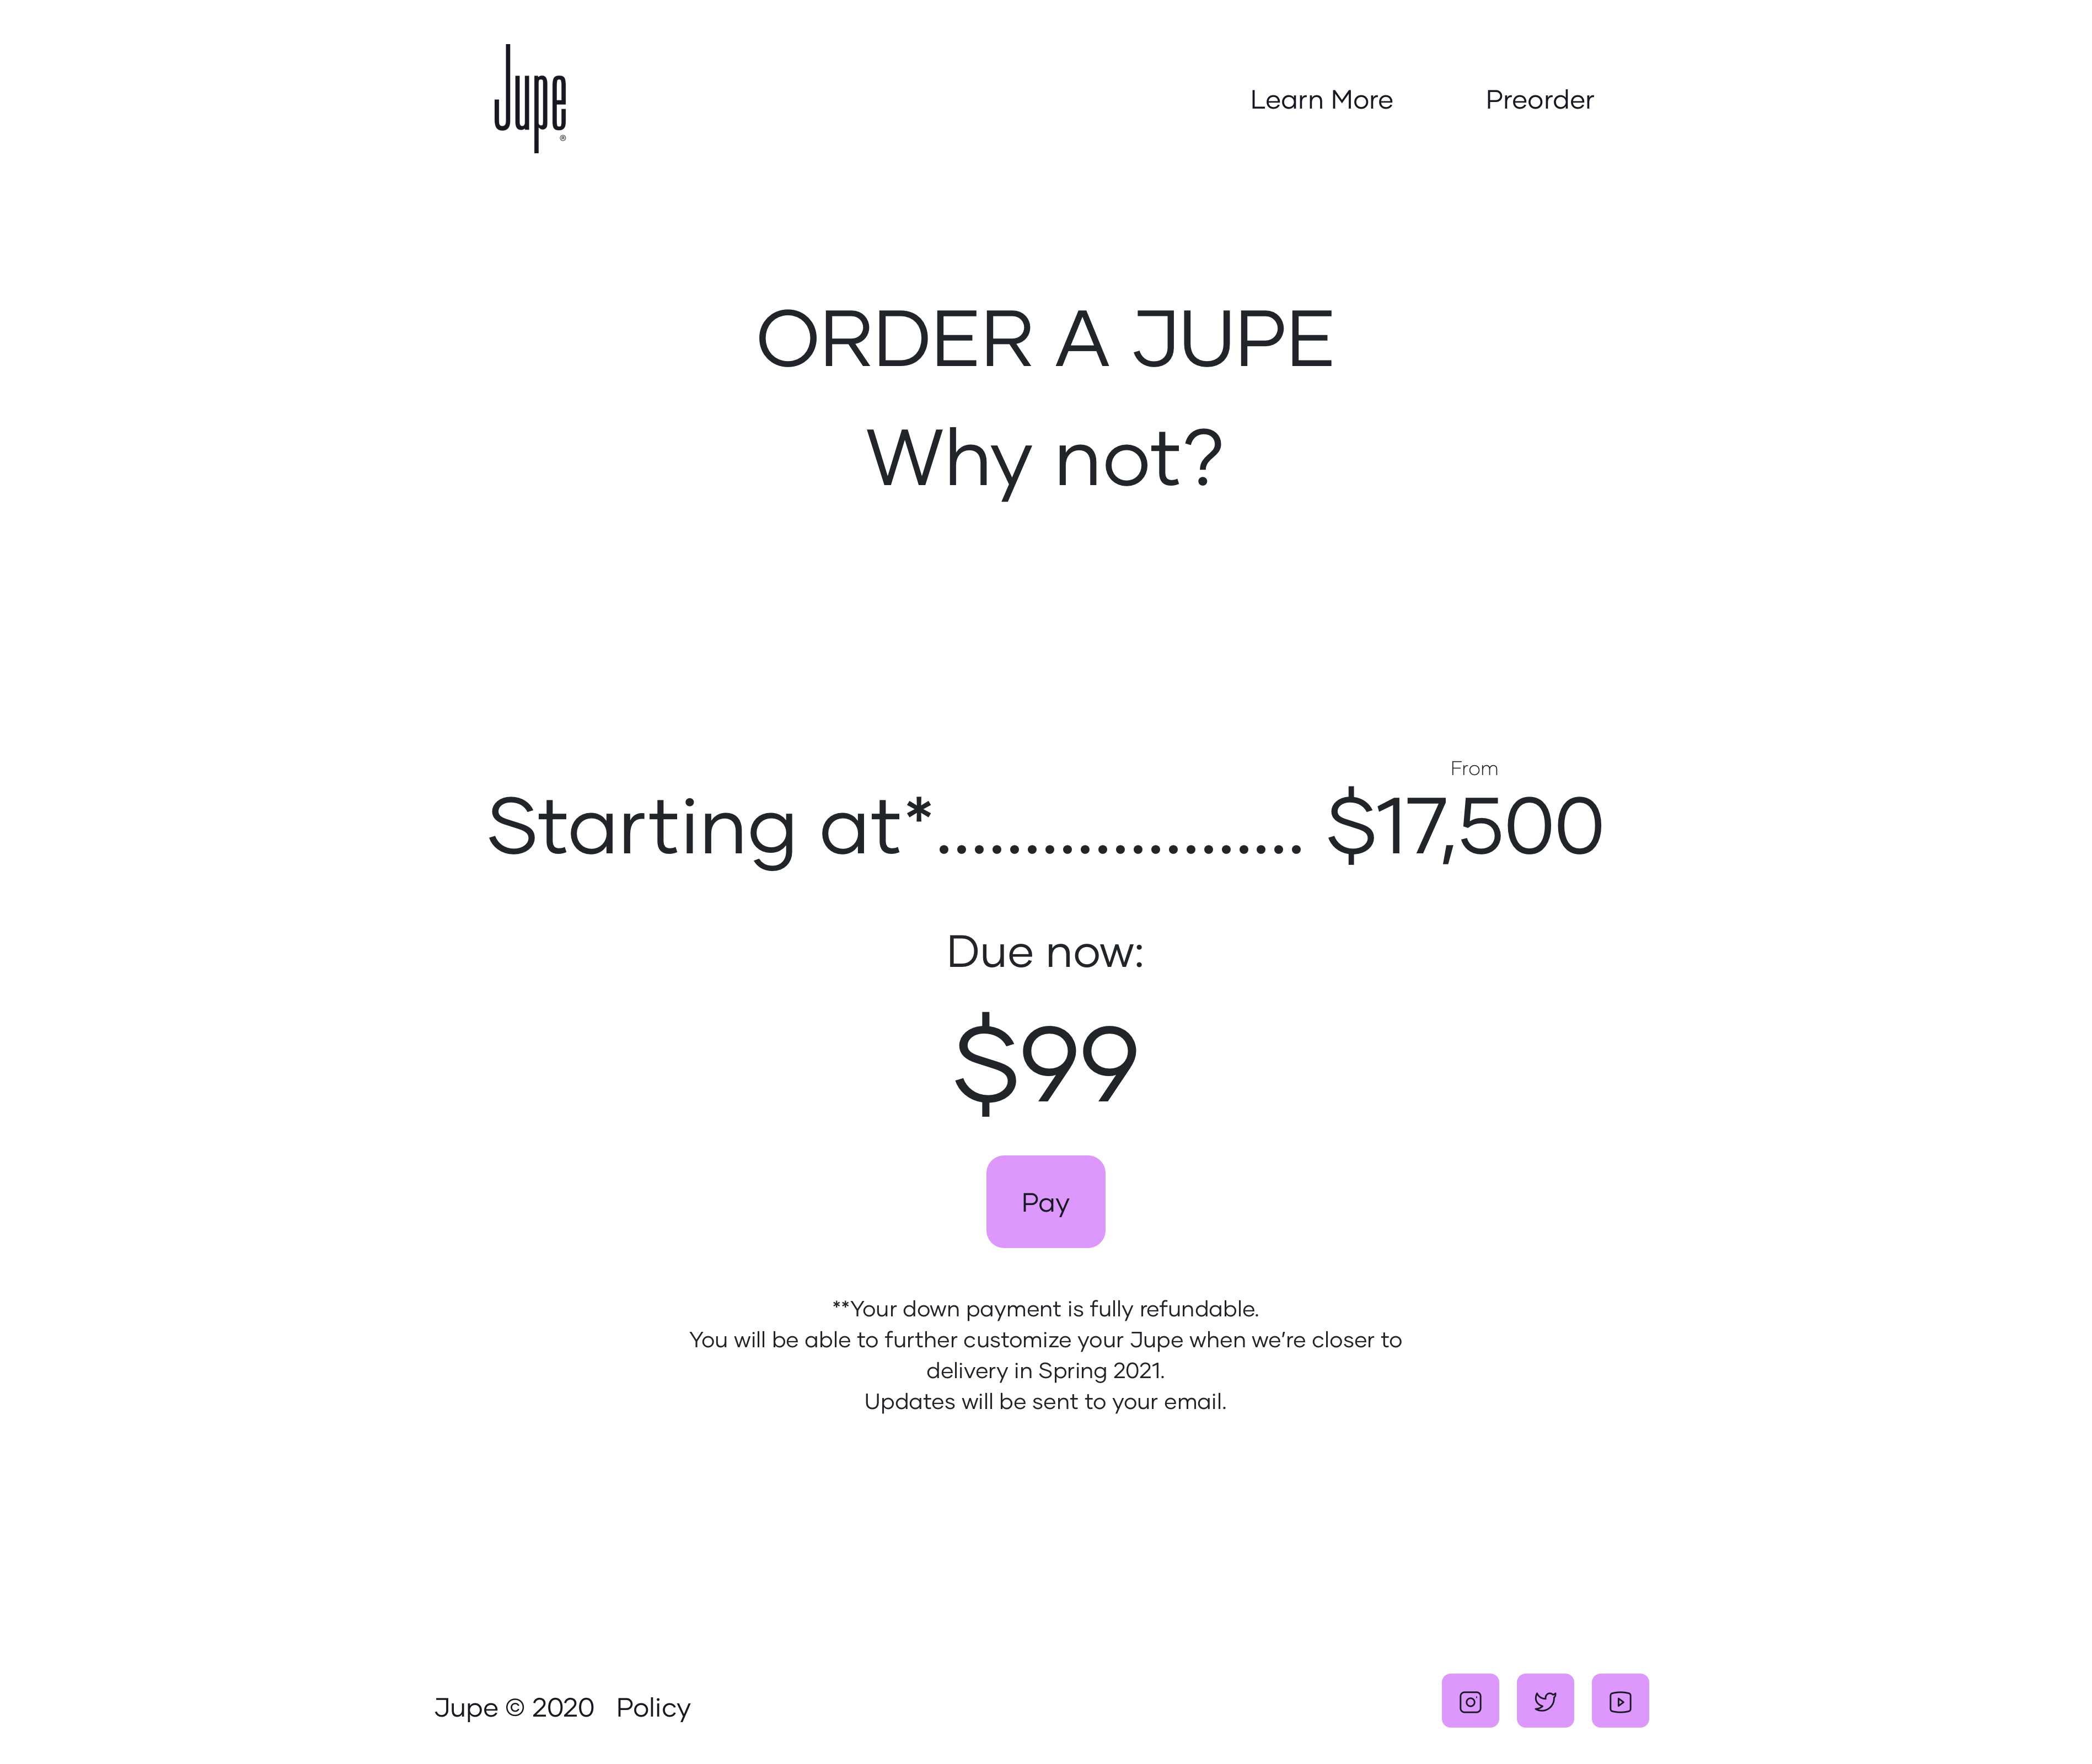 Jupe ®
Learn More
Preorder
ORDER A JUPE
Why not?
From
Starting at*..................... $17,500
Due now:
$99
Pay
**Your down payment is fully refundable.
You will be able to further customize your Jupe when we’re closer to
delivery in Spring 2021.
Updates will be sent to your email.
Jupe © 2020 Policy